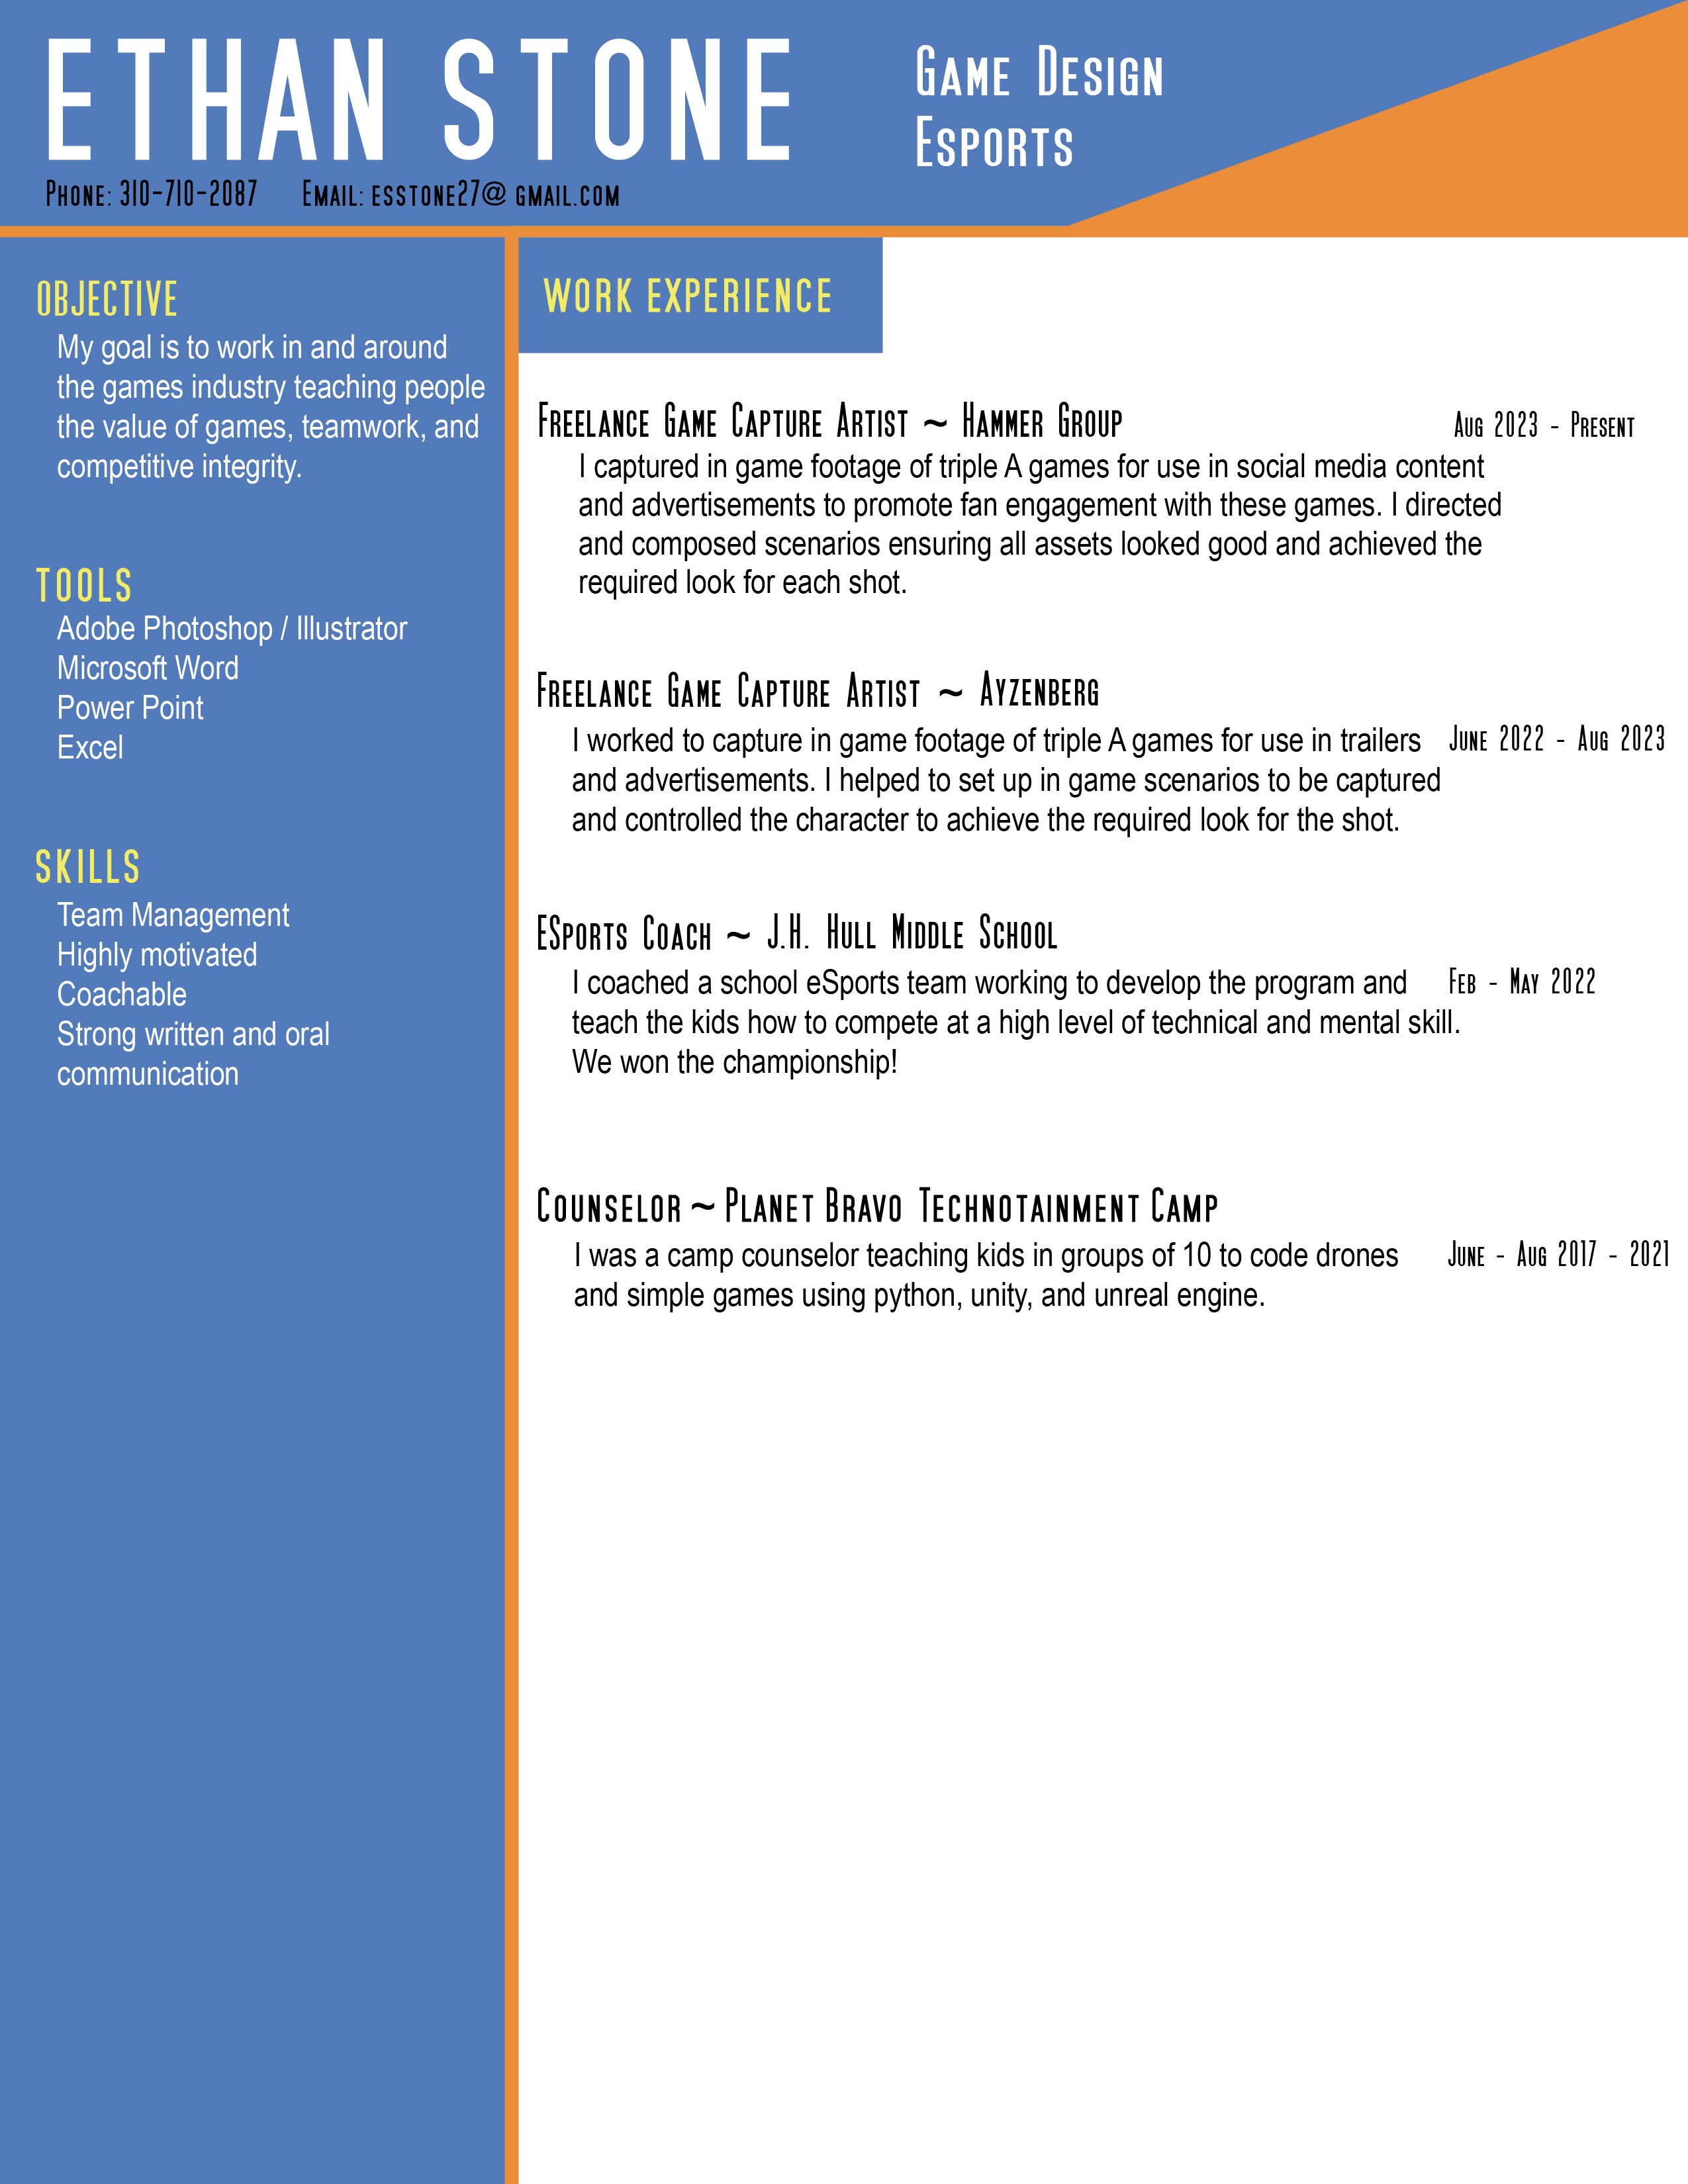 ETHAN STONE
Game Design
Esports
Phone: 310-710-2087 Email: esstone27@gmail.com
OBJECTIVE
My goal is to work in and around
the games industry teaching people
the value of games, teamwork, and
competitive integrity.
TOOLS
Adobe Photoshop / Illustrator
Microsoft Word
Power Point
Excel
SKILLS
Team Management
Highly motivated
Coachable
Strong written and oral
communication
WORK EXPERIENCE
Freelance Game Capture Artist ~ Hammer Group Aug 2023 - Present
I captured in game footage of triple A games for use in social media content
and advertisements to promote fan engagement with these games. I directed
and composed scenarios ensuring all assets looked good and achieved the
required look for each shot.
Freelance Game Capture Artist ~ Ayzenberg
I worked to capture in game footage of triple A games for use in trailers June 2022 - Aug 2023
and advertisements. I helped to set up in game scenarios to be captured
and controlled the character to achieve the required look for the shot.
ESports Coach ~ J.H. Hull Middle School
I coached a school eSports team working to develop the program and Feb - May 2022
teach the kids how to compete at a high level of technical and mental skill.
We won the championship!
Counselor ~ Planet Bravo Technotainment Camp
I was a camp counselor teaching kids in groups of 10 to code drones June - Aug 2017 - 2021
and simple games using python, unity, and unreal engine.